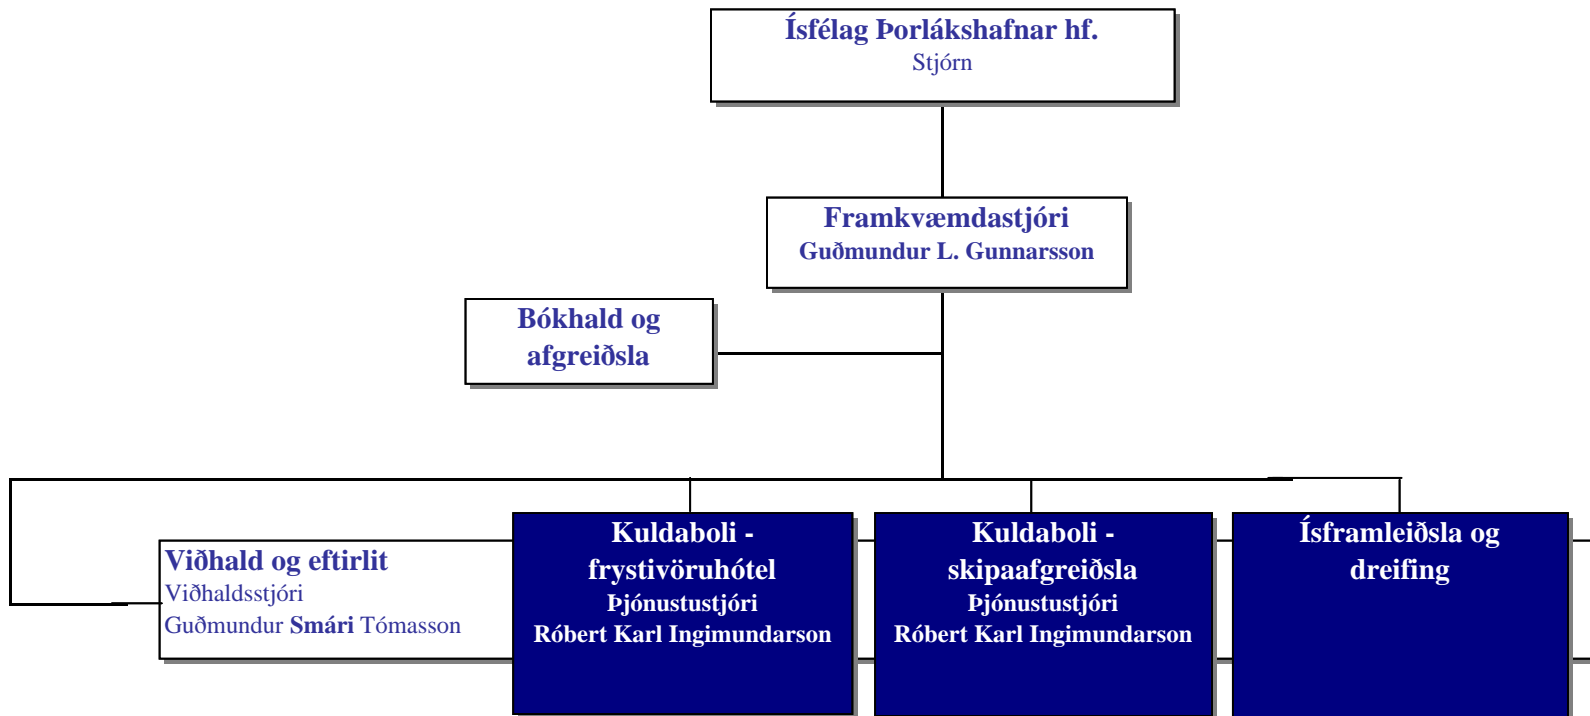 Ísfélag Þorlákshafnar hf.
Stjórn
Framkvæmdastjóri
Guðmundur L. Gunnarsson
Bókhald og
afgreiðsla
Viðhald og eftirlit
Viðhaldsstjóri
Guðmundur Smári Tómasson
Kuldaboli -
frystivöruhótel
Þjónustustjóri
Róbert Karl Ingimundarson
Kuldaboli -
skipaafgreiðsla
Þjónustustjóri
Róbert Karl Ingimundarson
Ísframleiðsla og
dreifing